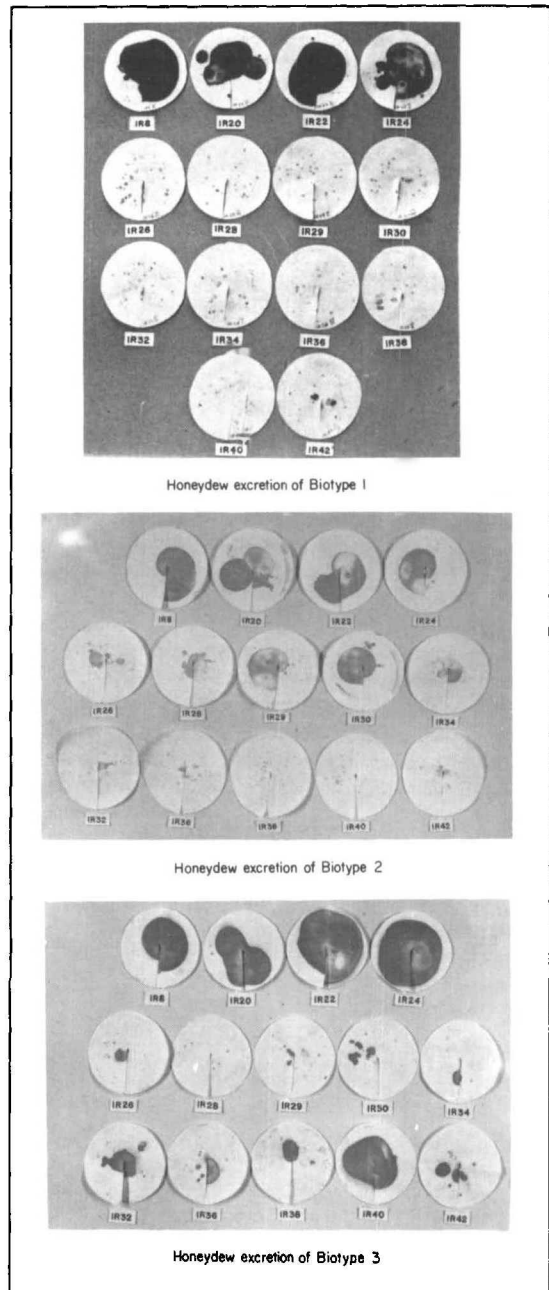 IR8 IR20 IR22 IR24
IR26 IR28 IR29 IR30
IR32 IR34 IR36 IR38
IR40 IR42
Honeydew excretion of Biotype 1
IR8 IR20 IR22 IR24
IR26 IR28 IR29 IR30 IR34
IR32 IR36 IR38 IR40 IR42
Honeydew excretion of Biotype 2
IR8 IR20 IR22 IR24
IR26 IR28 IR29 IR30 IR34
IR32 IR36 IR38 IR40 IR42
Honeydew excretion of Biotype 3